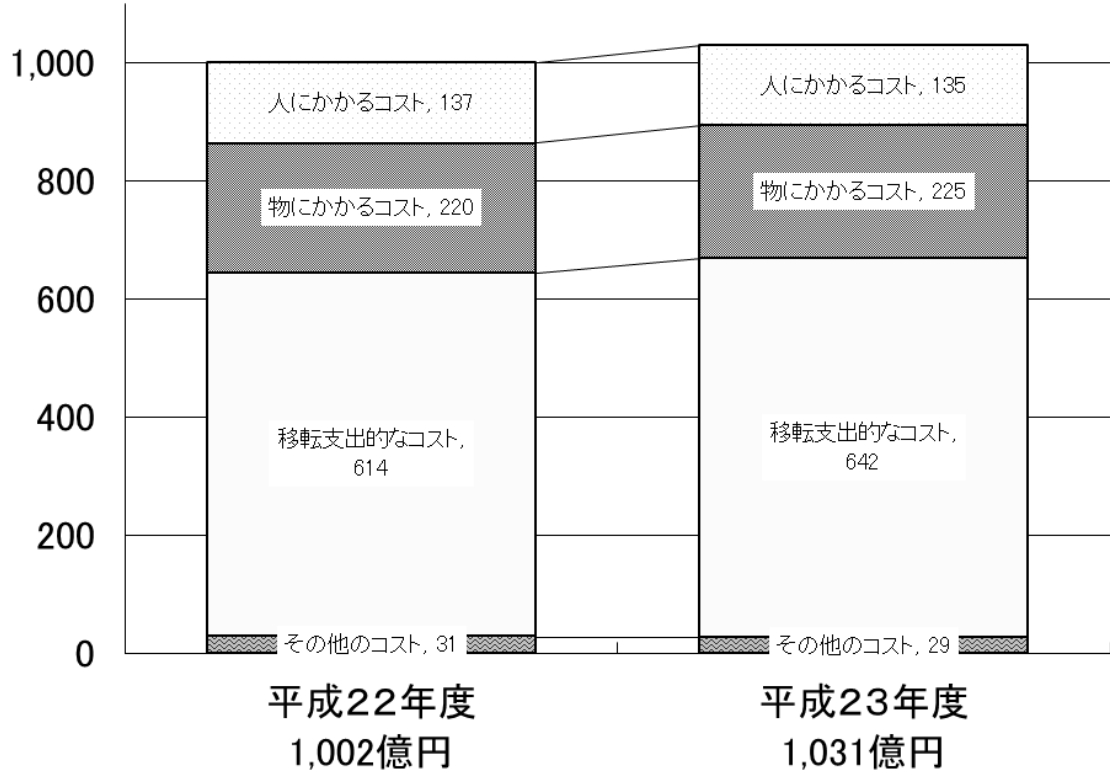 1,000
800
600
400
200
0
人にかかるコスト, 137
物にかかるコスト, 220
移転支出的なコスト,
614
その他のコスト, 31
人にかかるコスト, 135
物にかかるコスト, 225
移転支出的なコスト,
642
その他のコスト, 29
平成２２年度
1,002億円
平成２３年度
1,031億円